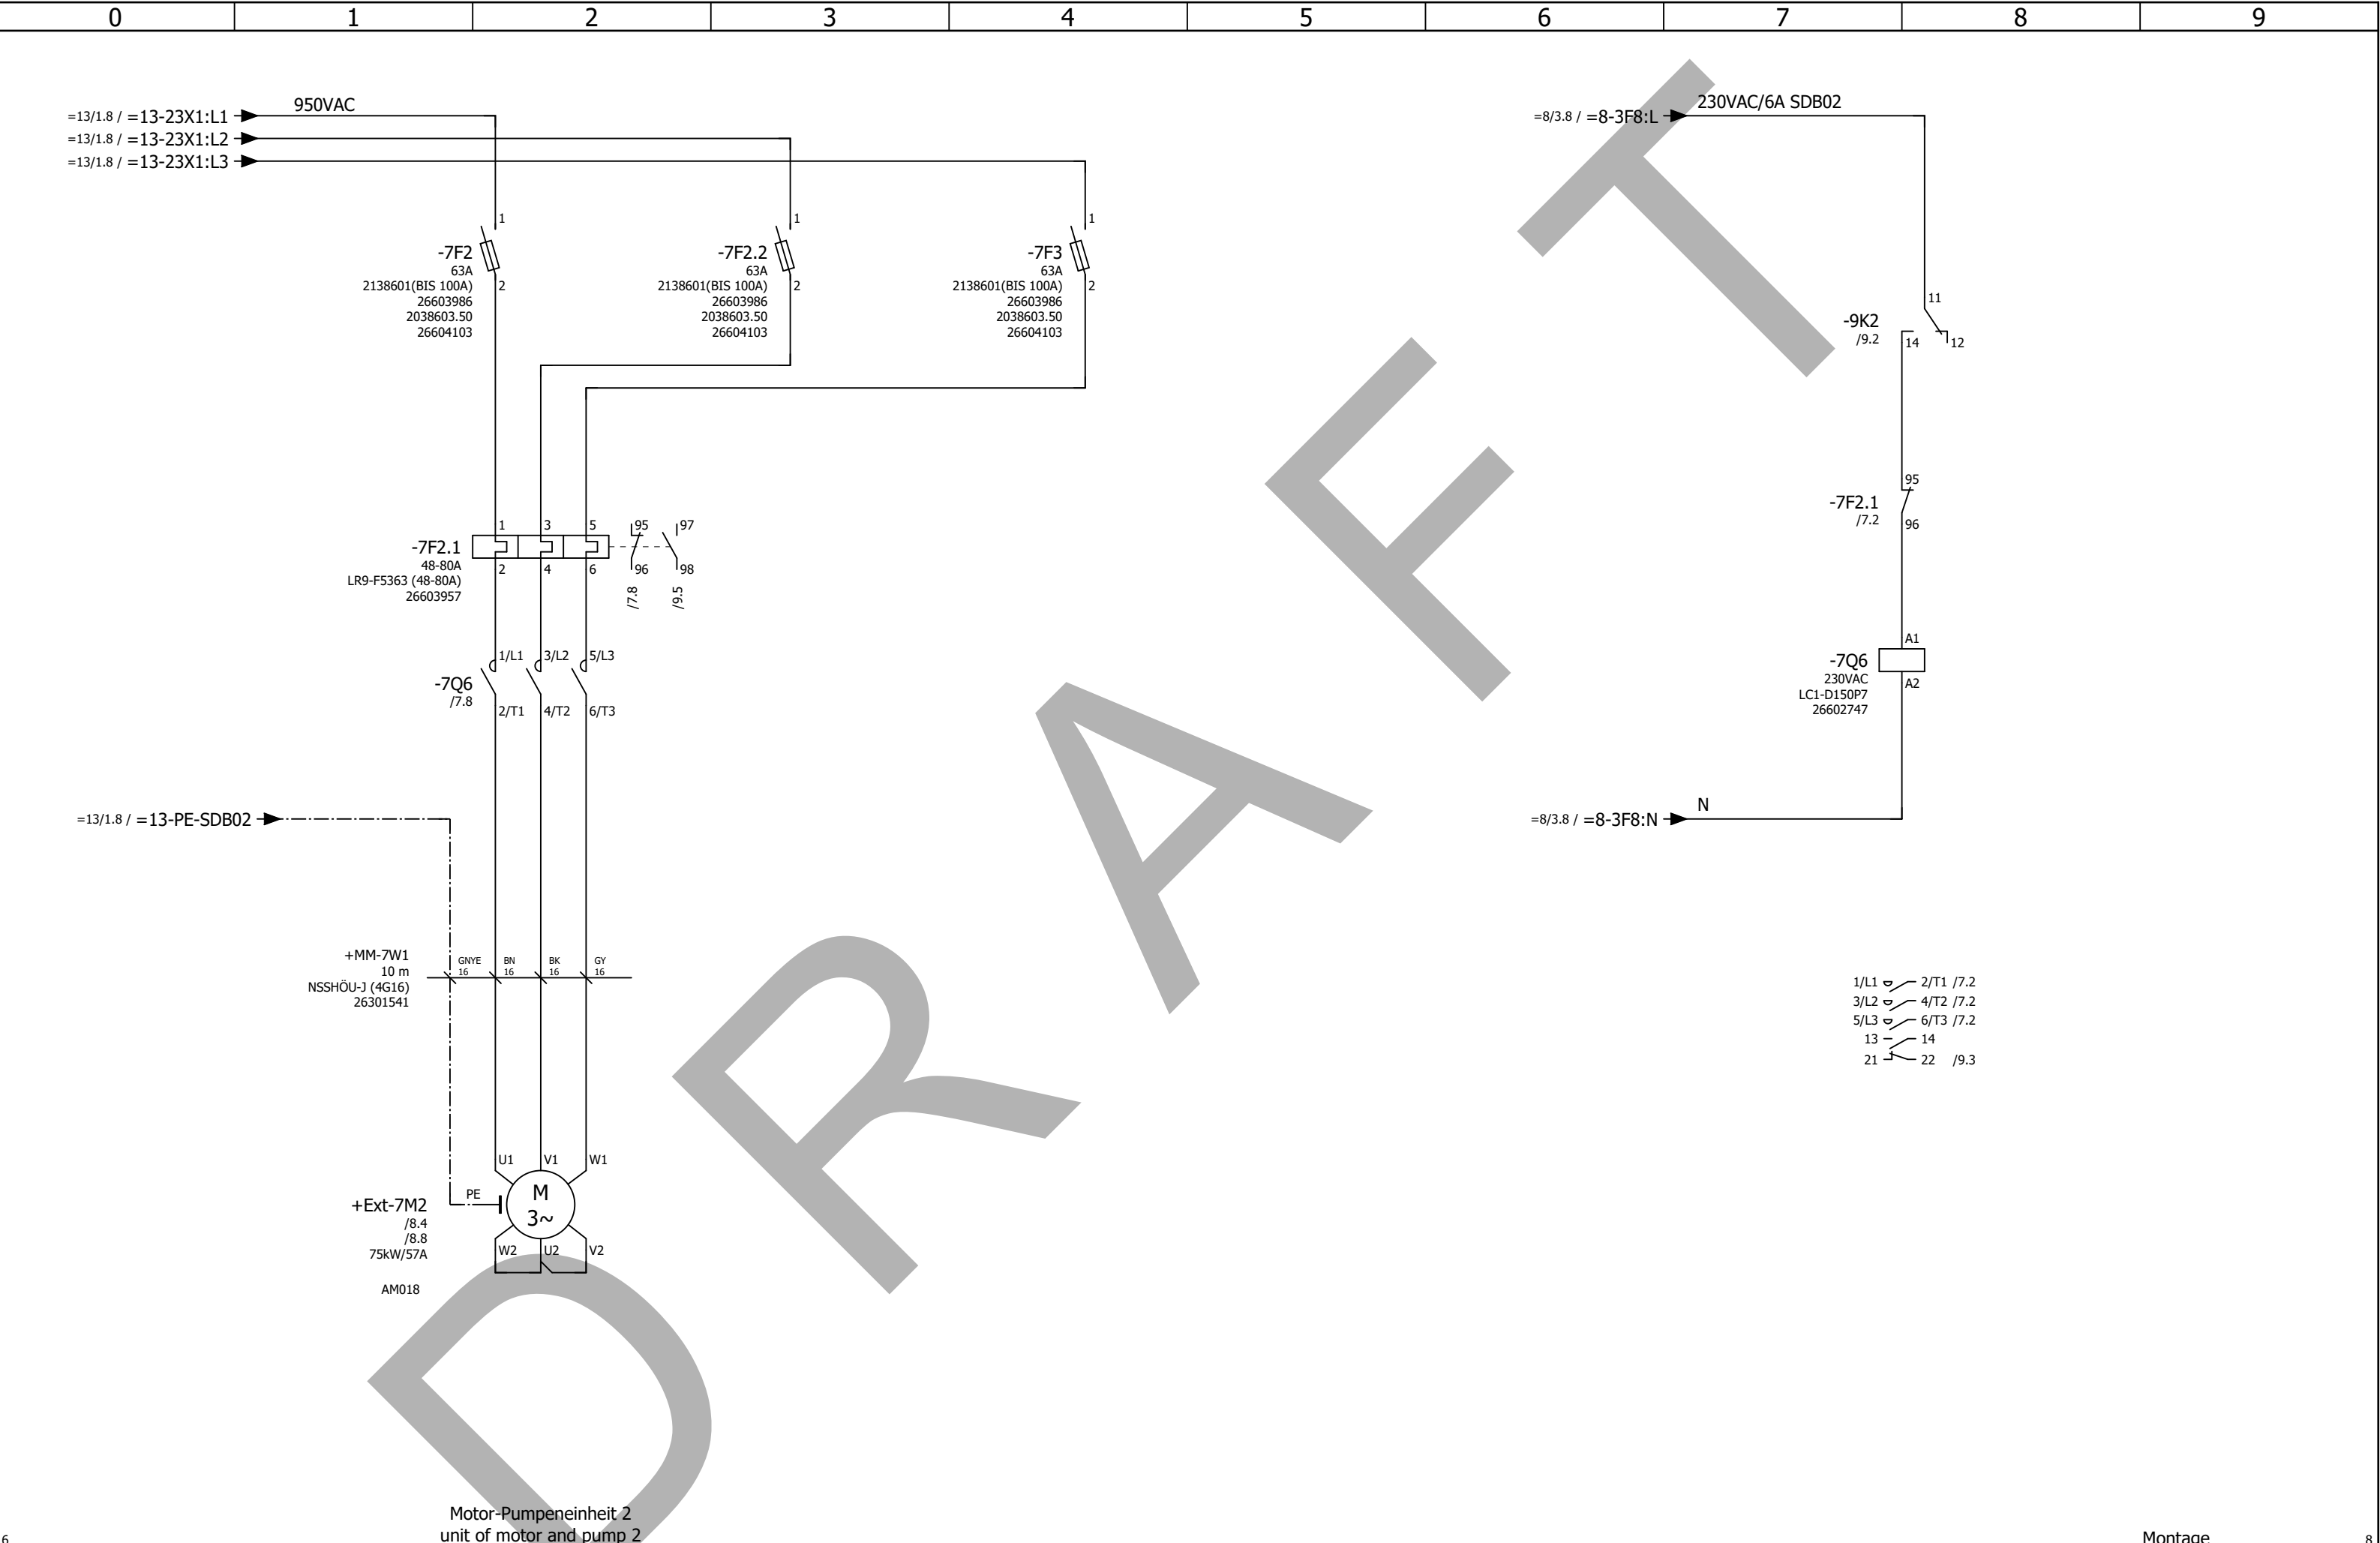 0 1 2 3 4 5 6 7 8 9
=13/1.8 / =13-23X1:L1
950VAC
=13/1.8 / =13-23X1:L2
=13/1.8 / =13-23X1:L3
=8/3.8 / =8-3F8:L
230VAC/6A SDB02
1
-7F2
63A
2138601(BIS 100A)
2
26603986
2038603.50
26604103
1
-7F2.2
63A
2138601(BIS 100A)
2
26603986
2038603.50
26604103
1
-7F3
63A
2138601(BIS 100A)
2
26603986
2038603.50
26604103
11
-9K2
/9.2
14 12
1 3 5 95 97
-7F2.1
48-80A
LR9-F5363 (48-80A)
26603957
2 4 6 96 98
/7.8 /9.5
95
-7F2.1
/7.2
96
1/L1 3/L2 5/L3
-7Q6
/7.8
2/T1 4/T2 6/T3
A1
-7Q6
230VAC
LC1-D150P7
26602747
A2
=13/1.8 / =13-PE-SDB02
=8/3.8 / =8-3F8:N
N
+MM-7W1
10 m
NSSHÖU-J (4G16)
26301541
GNYE BN BK GY
16 16 16 16
1/L1 2/T1 /7.2
3/L2 4/T2 /7.2
5/L3 6/T3 /7.2
13 14
21 22 /9.3
U1 V1 W1
PE
M
3~
+Ext-7M2
/8.4
/8.8
75kW/57A
W2 U2 V2
AM018
DRAFT
Motor-Pumpeneinheit 2
unit of motor and pump 2
6
Montage
8